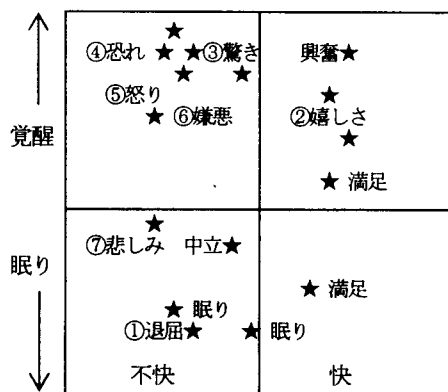 ④恐れ ★ ★ ③驚き 興奮★
⑤怒り
★ ⑥嫌悪 ②嬉しさ
覚醒
★ 満足
⑦悲しみ 中立★
眠り
★ 満足
★ 眠り
①退屈★ ★ 眠り
不快 快